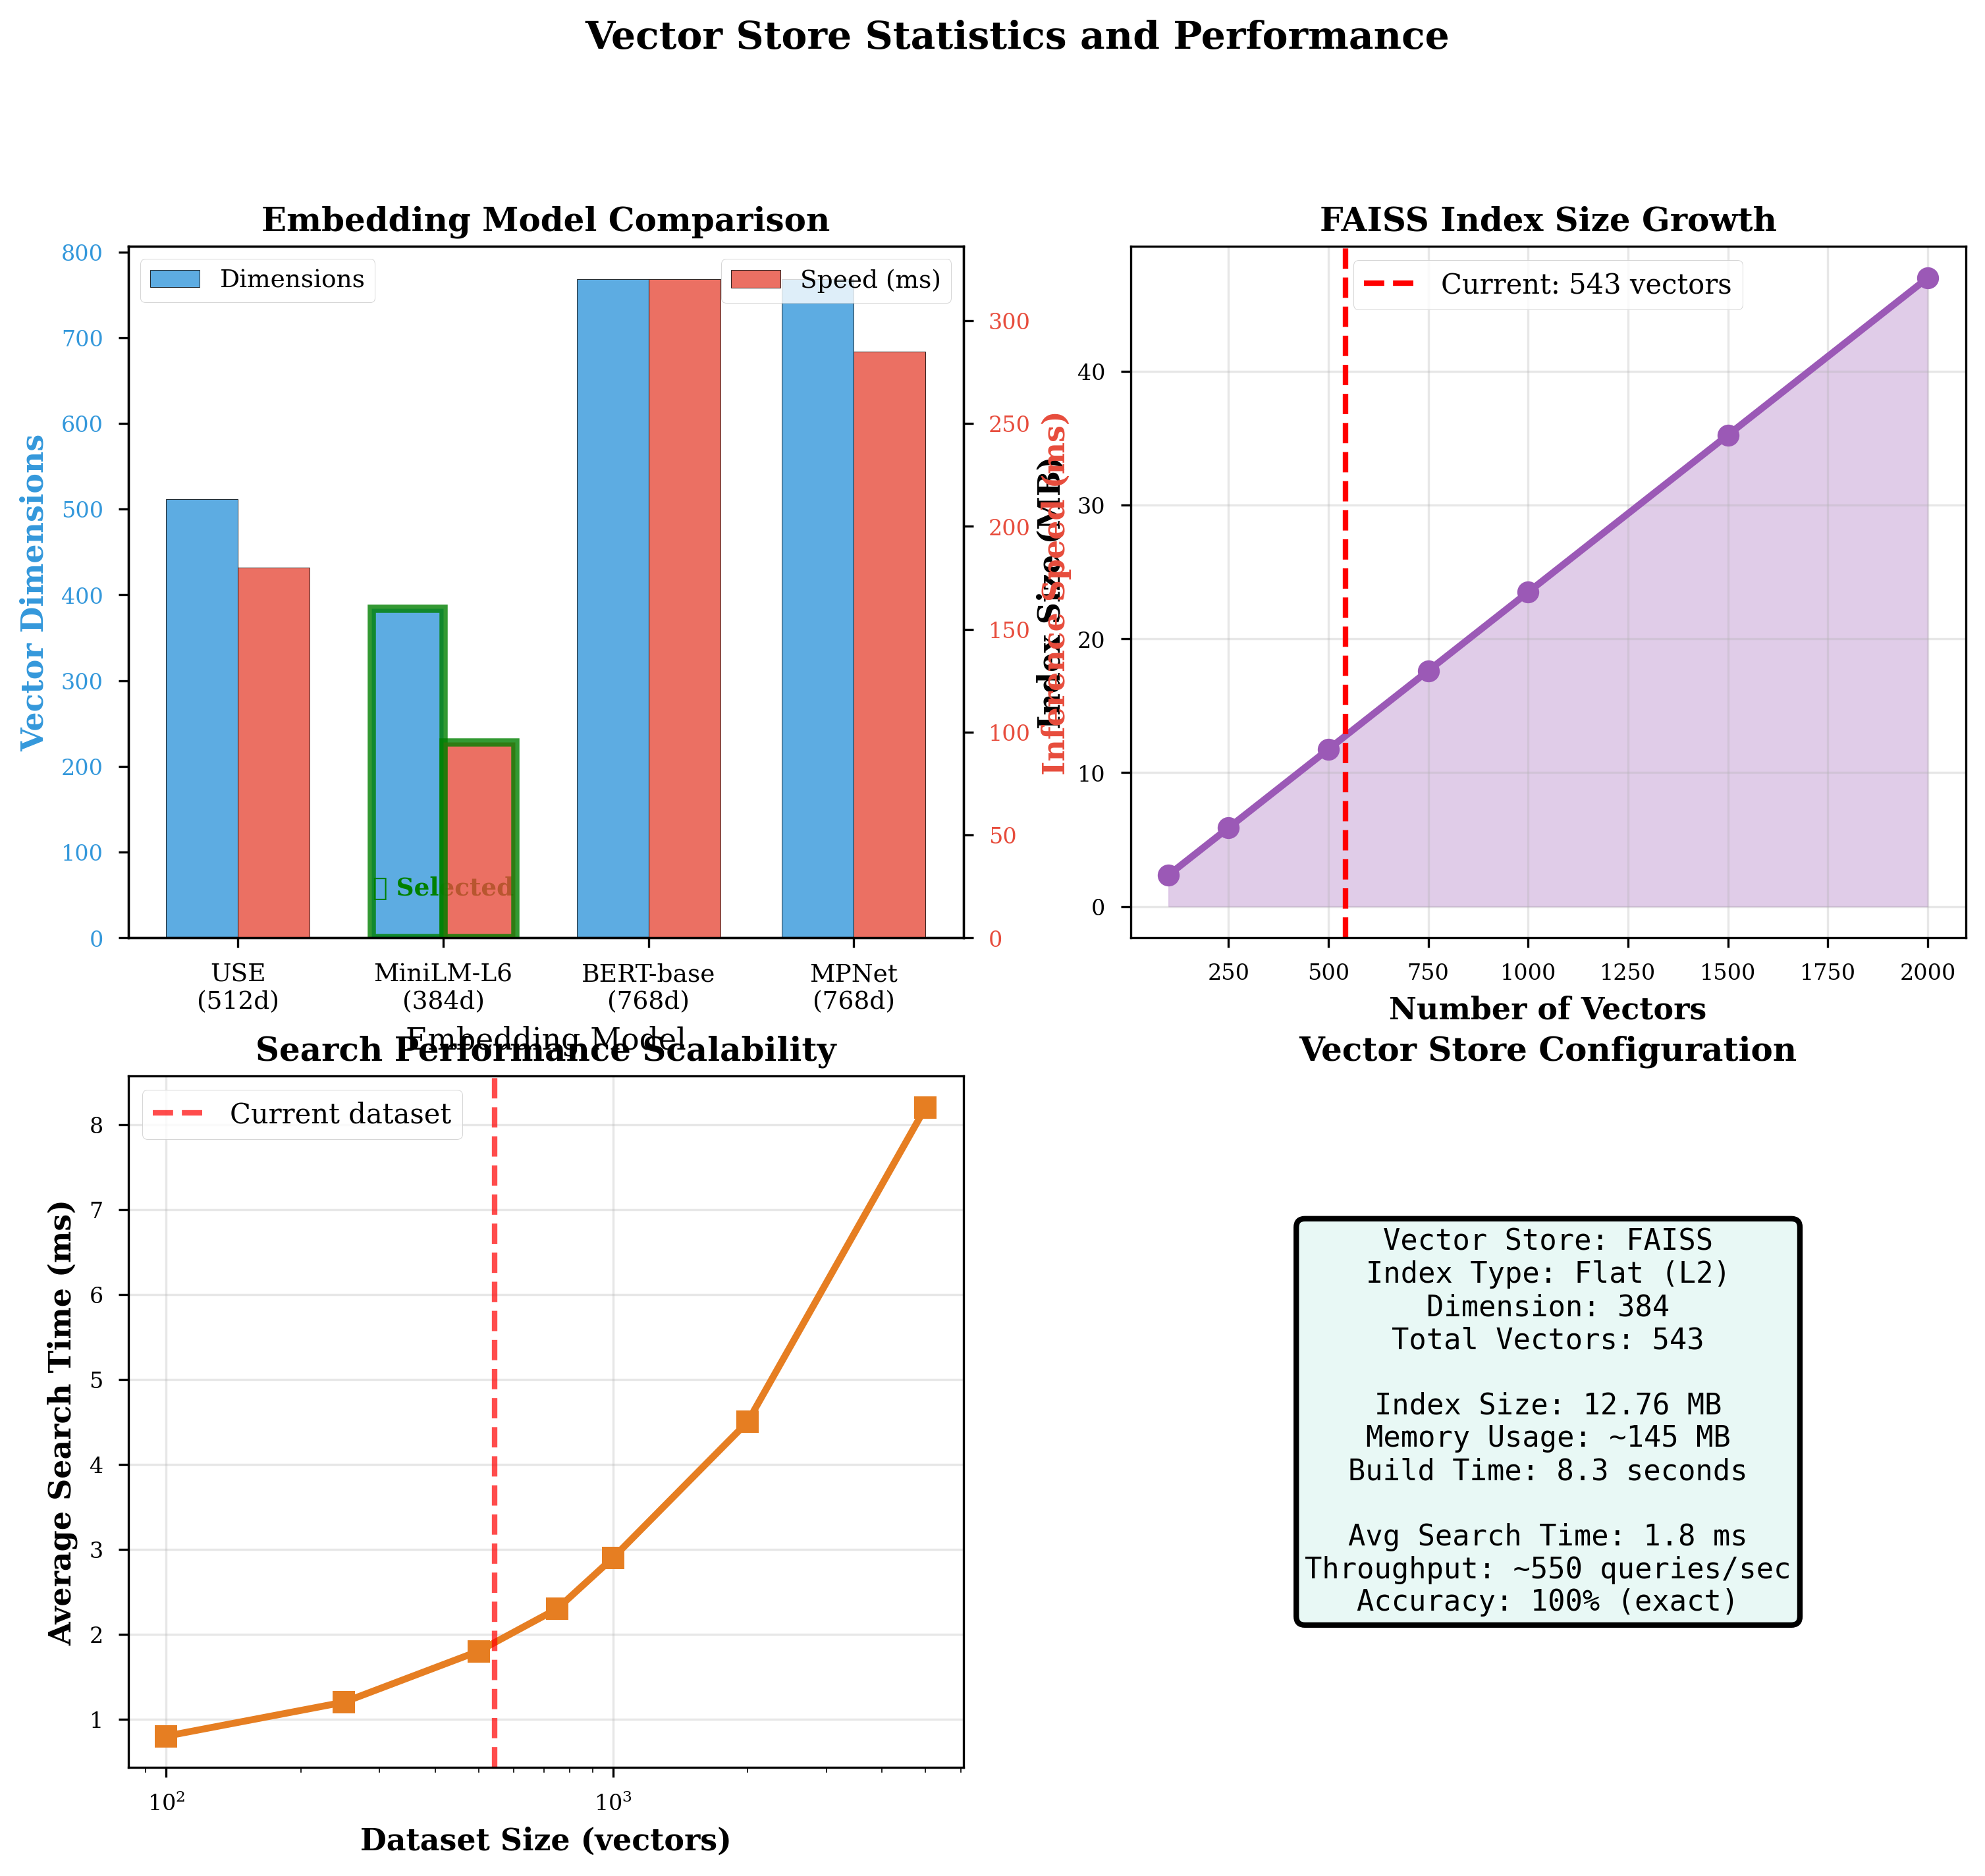 Vector Store Statistics and Performance
Embedding Model Comparison
Dimensions
Speed (ms)
Vector Dimensions
800
700
600
500
400
300
200
100
0
300
250
200
150
100
50
0
Inference Speed (ms)
Selected
USE
(512d)
MiniLM-L6
(384d)
BERT-base
(768d)
MPNet
(768d)
Embedding Model
FAISS Index Size Growth
Current: 543 vectors
Index Size (MB)
40
30
20
10
0
250
500
750
1000
1250
1500
1750
2000
Number of Vectors
Search Performance Scalability
Current dataset
Average Search Time (ms)
8
7
6
5
4
3
2
1
10²
10³
Dataset Size (vectors)
Vector Store Configuration
Vector Store: FAISS
Index Type: Flat (L2)
Dimension: 384
Total Vectors: 543
Index Size: 12.76 MB
Memory Usage: ~145 MB
Build Time: 8.3 seconds
Avg Search Time: 1.8 ms
Throughput: ~550 queries/sec
Accuracy: 100% (exact)